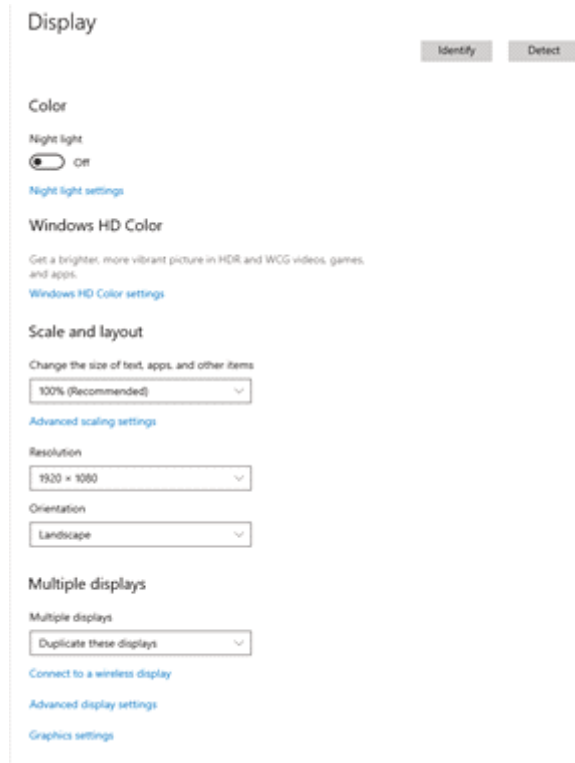 Display
Identify
Detect
Color
Night light
Off
Night light settings
Windows HD Color
Get a brighter, more vibrant picture in HDR and WCG videos, games,
and apps.
Windows HD Color settings
Scale and layout
Change the size of text, apps, and other items
100% (Recommended)
Advanced scaling settings
Resolution
1920 × 1080
Orientation
Landscape
Multiple displays
Multiple displays
Duplicate these displays
Connect to a wireless display
Advanced display settings
Graphics settings